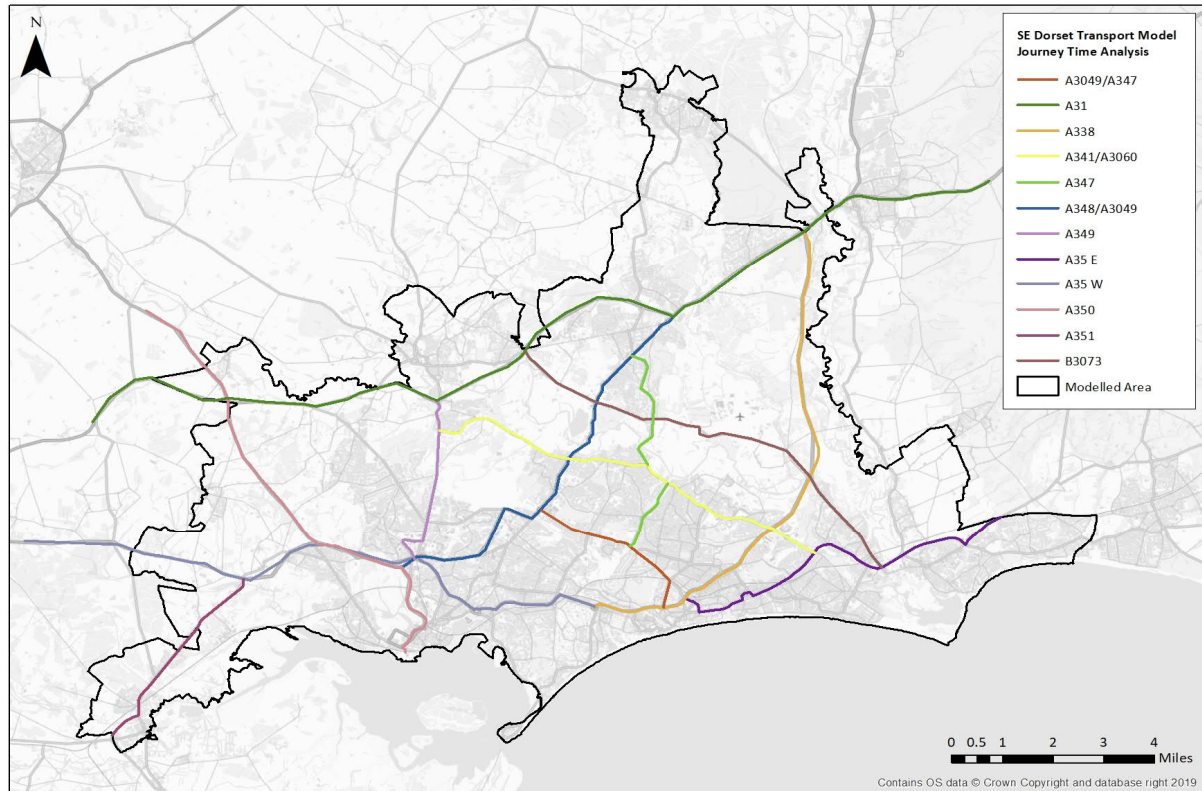 N
SE Dorset Transport Model
Journey Time Analysis
A3049/A347
A31
A338
A341/A3060
A347
A348/A3049
A349
A35 E
A35 W
A350
A351
B3073
Modelled Area
0 0.5 1 2 3 4
Miles
Contains OS data © Crown Copyright and database right 2019